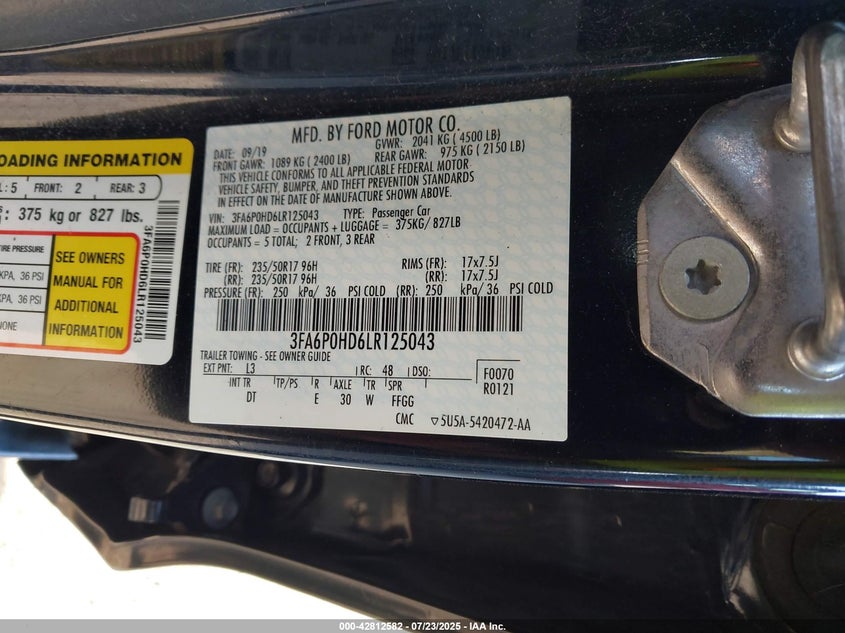 LOADING INFORMATION
: 5 FRONT: 2 REAR: 3
: 375 kg or 827 lbs.
TIRE PRESSURE
KPA, 36 PSI
KPA, 36 PSI
NONE
SEE OWNERS
MANUAL FOR
ADDITIONAL
INFORMATION
3FA6P0HD6LR125043
MFD. BY FORD MOTOR CO.
DATE: 09/19 GVWR: 2041 KG ( 4500 LB)
FRONT GAWR: 1089 KG ( 2400 LB) REAR GAWR: 975 KG ( 2150 LB)
THIS VEHICLE CONFORMS TO ALL APPLICABLE FEDERAL MOTOR
VEHICLE SAFETY, BUMPER, AND THEFT PREVENTION STANDARDS
IN EFFECT ON THE DATE OF MANUFACTURE SHOWN ABOVE.
VIN: 3FA6P0HD6LR125043 TYPE: Passenger Car
MAXIMUM LOAD = OCCUPANTS + LUGGAGE = 375KG/ 827LB
OCCUPANTS = 5 TOTAL; 2 FRONT, 3 REAR
TIRE (FR): 235/50R17 96H RIMS (FR): 17x7.5J
(RR): 235/50R17 96H (RR): 17x7.5J
PRESSURE (FR): 250 kPa/ 36 PSI COLD (RR): 250 kPa/ 36 PSI COLD
3FA6P0HD6LR125043
TRAILER TOWING - SEE OWNER GUIDE
EXT PNT: L3 RC: 48 DSO: F0070
INT TR TP/PS R AXLE TR SPR R0121
DT E 30 W FFGG
CMC ▽5U5A-5420472-AA
000-42812582 - 07/23/2025 - IAAI.COM